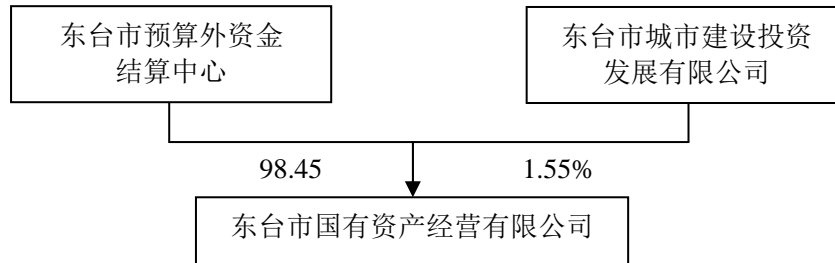 东台市预算外资金
结算中心
东台市城市建设投资
发展有限公司
98.45
1.55%
东台市国有资产经营有限公司